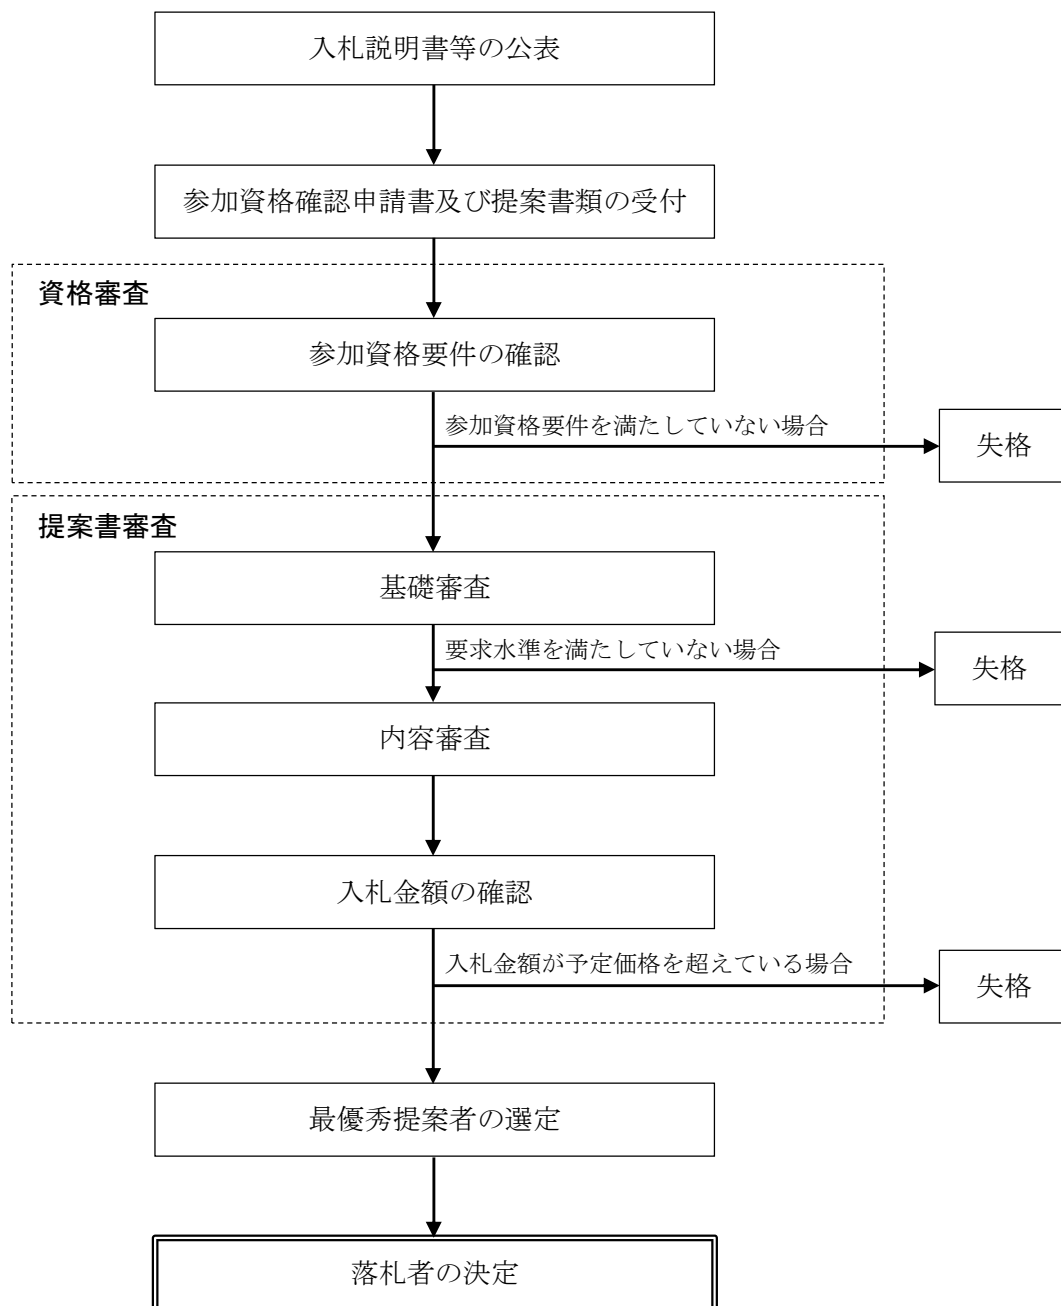 入札説明書等の公表
参加資格確認申請書及び提案書類の受付
資格審査
参加資格要件の確認
参加資格要件を満たしていない場合
失格
提案書審査
基礎審査
要求水準を満たしていない場合
失格
内容審査
入札金額の確認
入札金額が予定価格を超えている場合
失格
最優秀提案者の選定
落札者の決定